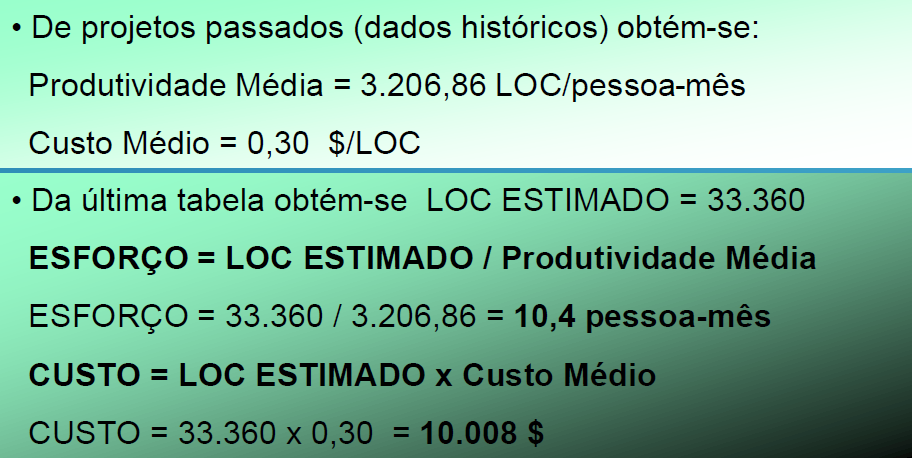 • De projetos passados (dados históricos) obtém-se:
Produtividade Média = 3.206,86 LOC/pessoa-mês
Custo Médio = 0,30 $/LOC
• Da última tabela obtém-se LOC ESTIMADO = 33.360
ESFORÇO = LOC ESTIMADO / Produtividade Média
ESFORÇO = 33.360 / 3.206,86 = 10,4 pessoa-mês
CUSTO = LOC ESTIMADO x Custo Médio
CUSTO = 33.360 x 0,30 = 10.008 $